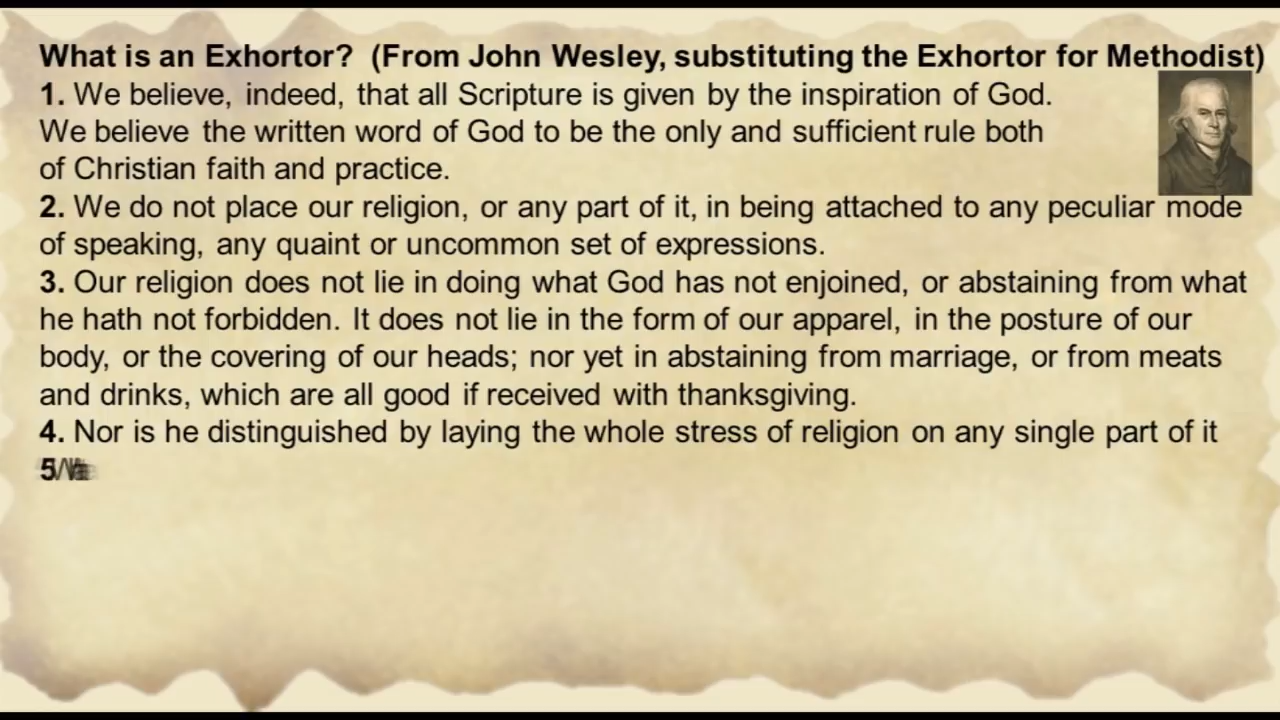 What is an Exhortor? (From John Wesley, substituting the Exhortor for Methodist)
1. We believe, indeed, that all Scripture is given by the inspiration of God.
We believe the written word of God to be the only and sufficient rule both
of Christian faith and practice.
2. We do not place our religion, or any part of it, in being attached to any peculiar mode
of speaking, any quaint or uncommon set of expressions.
3. Our religion does not lie in doing what God has not enjoined, or abstaining from what
he hath not forbidden. It does not lie in the form of our apparel, in the posture of our
body, or the covering of our heads; nor yet in abstaining from marriage, or from meats
and drinks, which are all good if received with thanksgiving.
4. Nor is he distinguished by laying the whole stress of religion on any single part of it
5